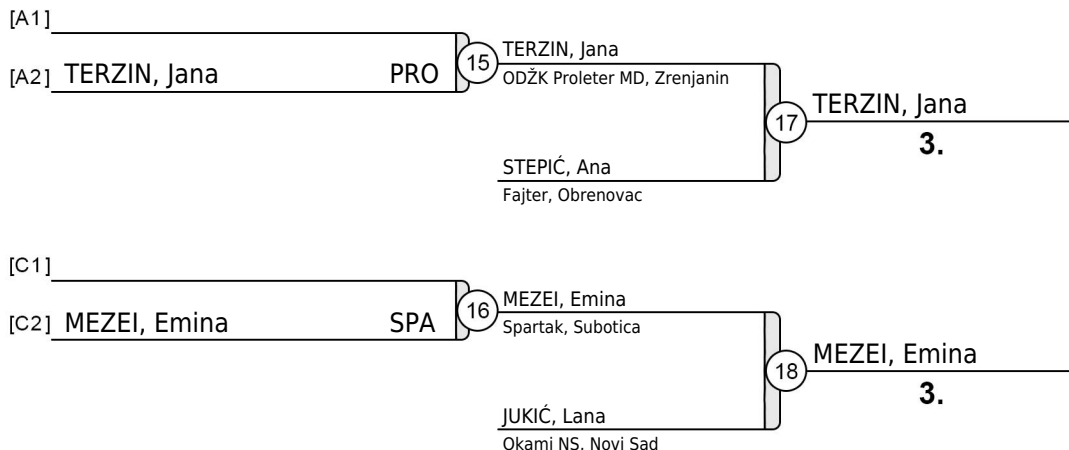 [A1]
[A2] TERZIN, Jana PRO
15
TERZIN, Jana
ODŽK Proleter MD, Zrenjanin
17
TERZIN, Jana
3.
STEPIĆ, Ana
Fajter, Obrenovac
[C1]
[C2] MEZEI, Emina SPA
16
MEZEI, Emina
Spartak, Subotica
18
MEZEI, Emina
3.
JUKIĆ, Lana
Okami NS, Novi Sad